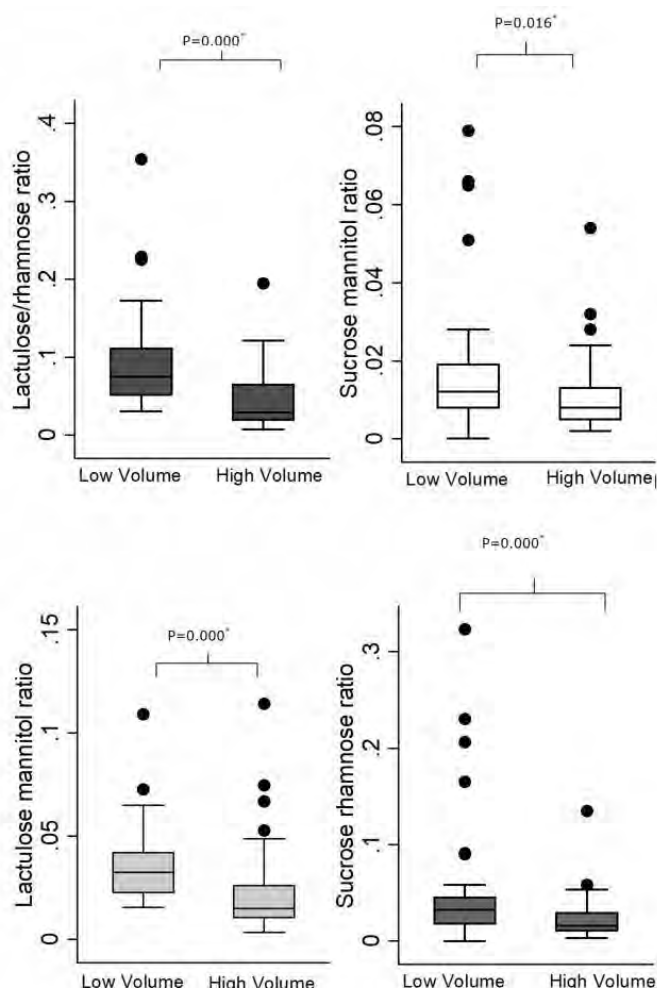 P=0.000*
P=0.016*
Lactulose/rhamnose ratio
.4
.3
.2
.1
0
Low Volume
High Volume
Sucrose mannitol ratio
.08
.06
.04
.02
0
Low Volume
High Volume
P=0.000*
P=0.000*
Lactulose mannitol ratio
.15
.1
.05
0
Low Volume
High Volume
Sucrose rhamnose ratio
.3
.2
.1
0
Low Volume
High Volume